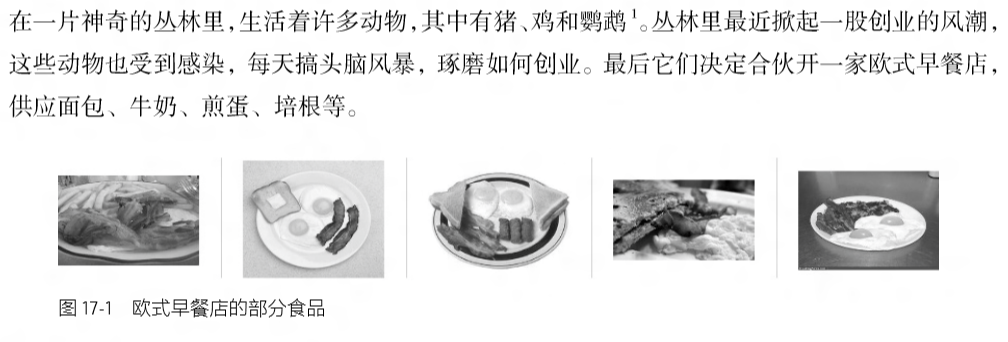 在一片神奇的丛林里,生活着许多动物,其中有猪、鸡和鹦鹉1。丛林里最近掀起一股创业的风潮,
这些动物也受到感染,每天搞头脑风暴,琢磨如何创业。最后它们决定合伙开一家欧式早餐店,
供应面包、牛奶、煎蛋、培根等。
图 17-1 欧式早餐店的部分食品